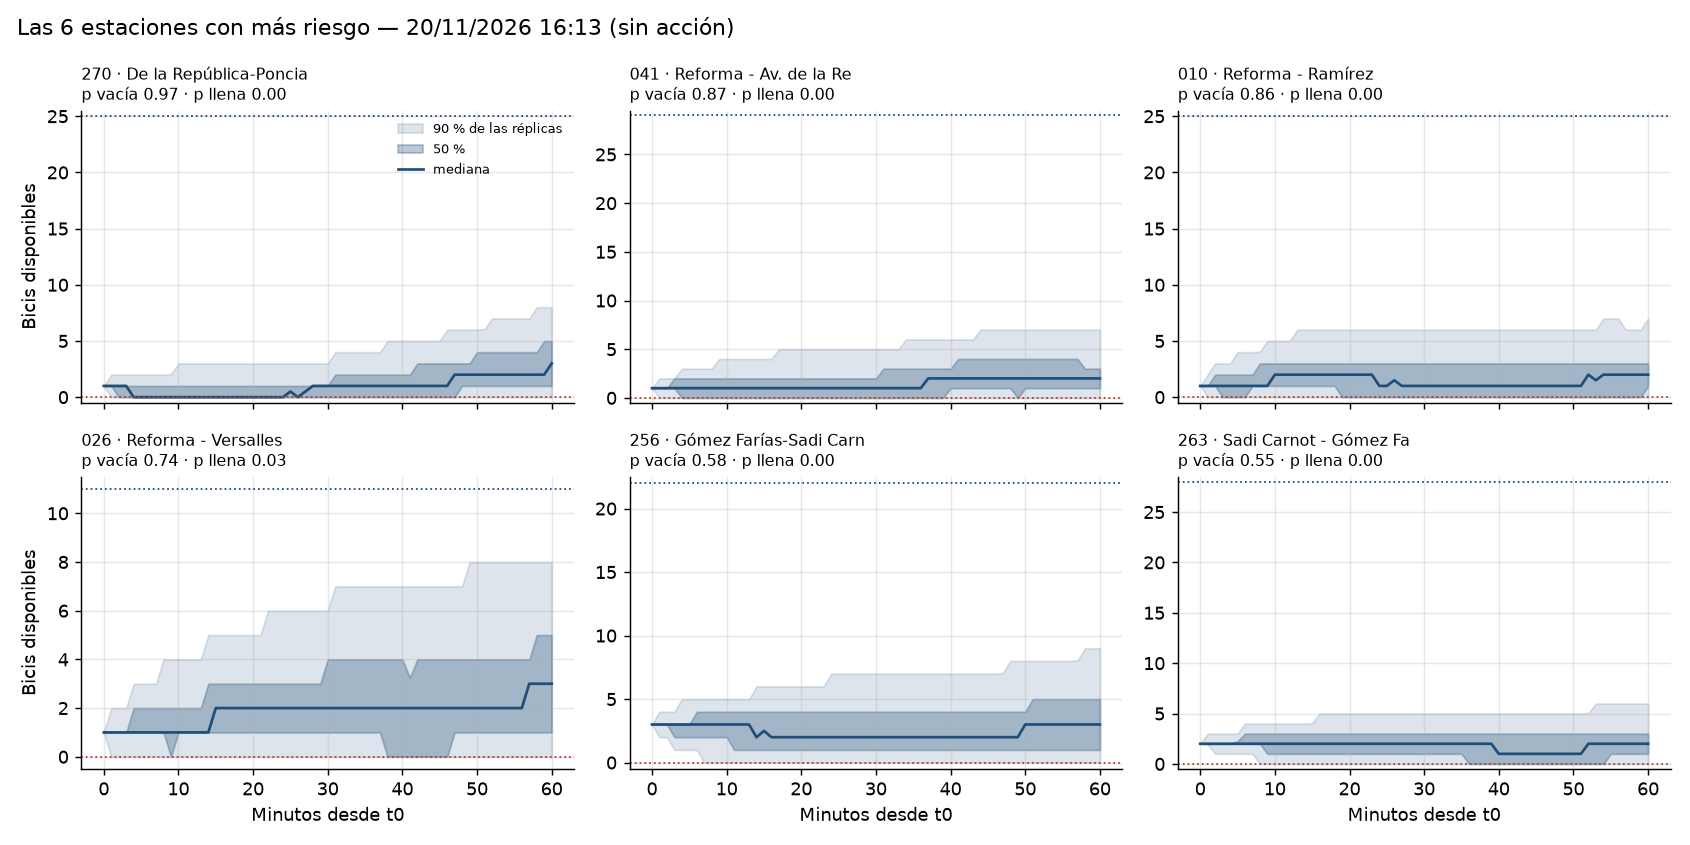 Las 6 estaciones con más riesgo — 20/11/2026 16:13 (sin acción)
270 · De la República-Poncia
p vacía 0.97 · p llena 0.00
25
20
15
10
5
0
Bicis disponibles
90 % de las réplicas
50 %
mediana
041 · Reforma - Av. de la Re
p vacía 0.87 · p llena 0.00
25
20
15
10
5
0
010 · Reforma - Ramírez
p vacía 0.86 · p llena 0.00
25
20
15
10
5
0
026 · Reforma - Versalles
p vacía 0.74 · p llena 0.03
10
8
6
4
2
0
Bicis disponibles
0 10 20 30 40 50 60
Minutos desde t0
256 · Gómez Farías-Sadi Carn
p vacía 0.58 · p llena 0.00
20
15
10
5
0
0 10 20 30 40 50 60
Minutos desde t0
263 · Sadi Carnot - Gómez Fa
p vacía 0.55 · p llena 0.00
25
20
15
10
5
0
0 10 20 30 40 50 60
Minutos desde t0